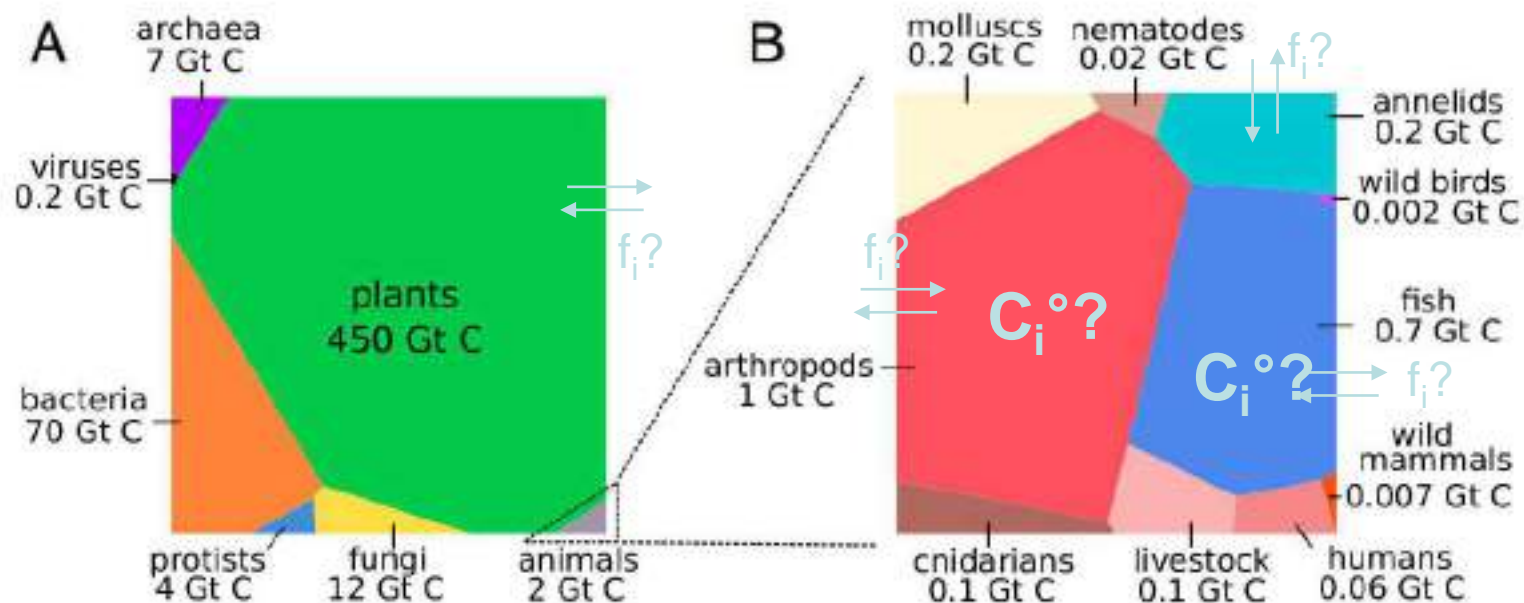 A
archaea
7 Gt C
viruses
0.2 Gt C
plants
450 Gt C
bacteria
70 Gt C
protists
4 Gt C
fungi
12 Gt C
animals
2 Gt C
fᵢ?
B
molluscs
0.2 Gt C
nematodes
0.02 Gt C
fᵢ?
annelids
0.2 Gt C
wild birds
0.002 Gt C
fᵢ?
Cᵢ°?
fish
0.7 Gt C
arthropods
1 Gt C
Cᵢ°?
fᵢ?
wild
mammals
0.007 Gt C
cnidarians
0.1 Gt C
livestock
0.1 Gt C
humans
0.06 Gt C